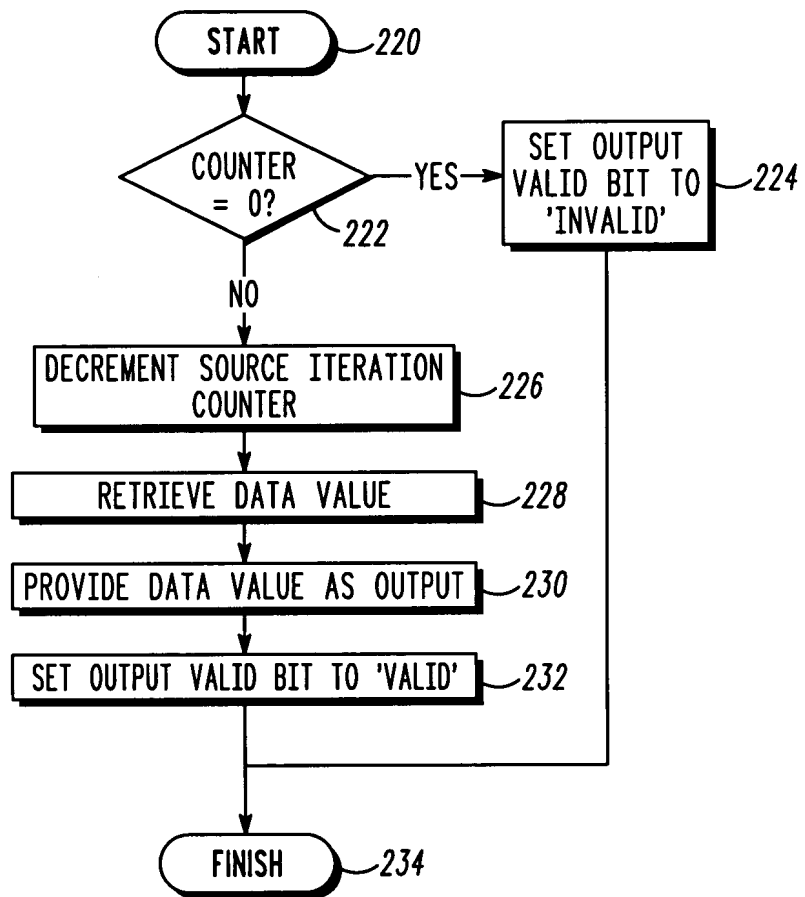 START
220
COUNTER
= 0?
222
YES
SET OUTPUT
VALID BIT TO
'INVALID'
224
NO
DECREMENT SOURCE ITERATION
COUNTER
226
RETRIEVE DATA VALUE
228
PROVIDE DATA VALUE AS OUTPUT
230
SET OUTPUT VALID BIT TO 'VALID'
232
FINISH
234